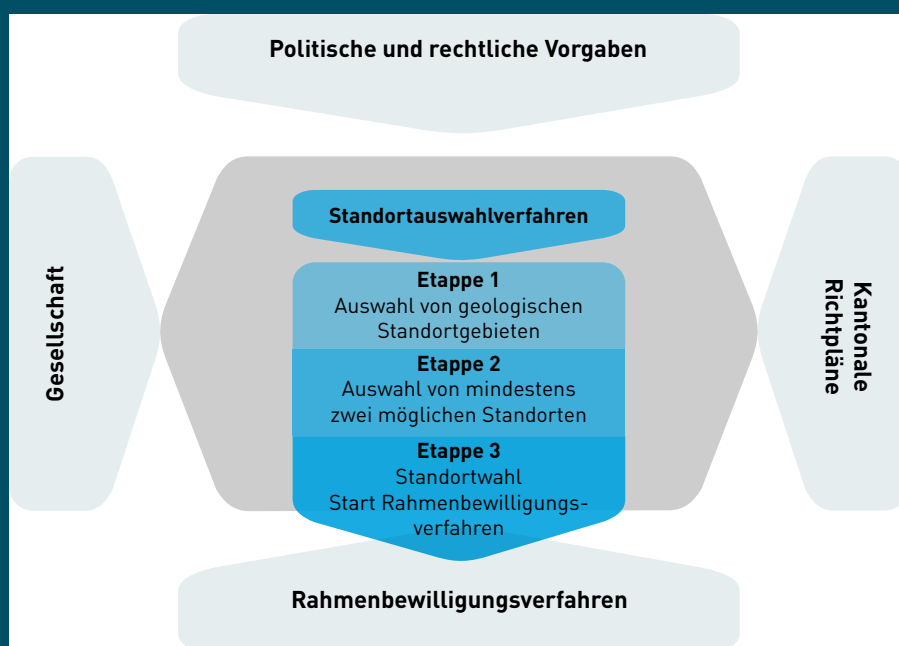 Politische und rechtliche Vorgaben
Gesellschaft
Standortauswahlverfahren
Etappe 1
Auswahl von geologischen
Standortgebieten
Etappe 2
Auswahl von mindestens
zwei möglichen Standorten
Etappe 3
Standortwahl
Start Rahmenbewilligungs-
verfahren
Kantonale
Richtpläne
Rahmenbewilligungsverfahren